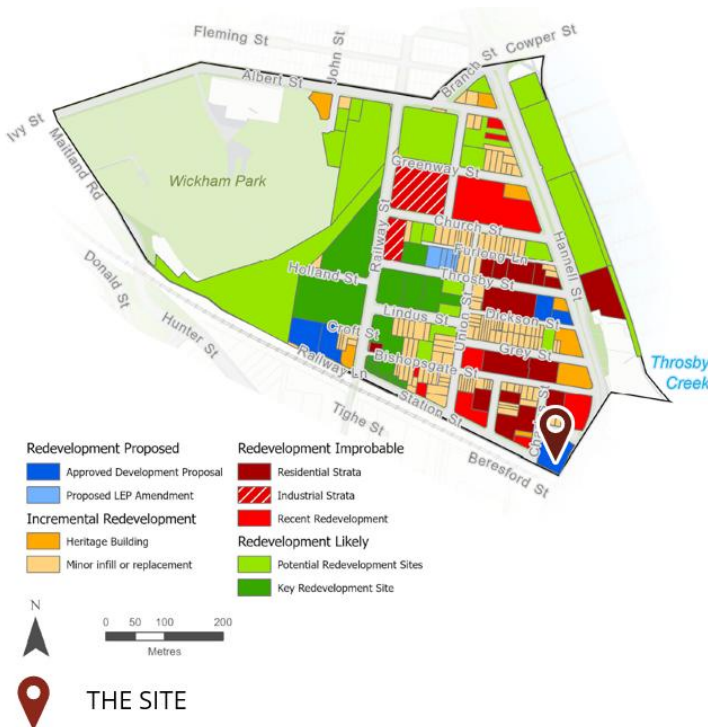 Fleming St
John St
Cowper St
Branch St
Albert St
Ivy St
Maitland Rd
Wickham Park
Greenway St
Church St
Furlong Ln
Railway St
Hannell St
Throsby St
Holland St
Donald St
Union St
Dickson St
Lindus St
Hunter St
Croft St
Grey St
Bishopsgate St
Throsby
Creek
Railway Ln
Station St
Tighe St
Beresford St
Redevelopment Proposed
Approved Development Proposal
Proposed LEP Amendment
Incremental Redevelopment
Heritage Building
Minor infill or replacement
Redevelopment Improbable
Residential Strata
Industrial Strata
Recent Redevelopment
Redevelopment Likely
Potential Redevelopment Sites
Key Redevelopment Site
N
0 50 100 200
Metres
THE SITE